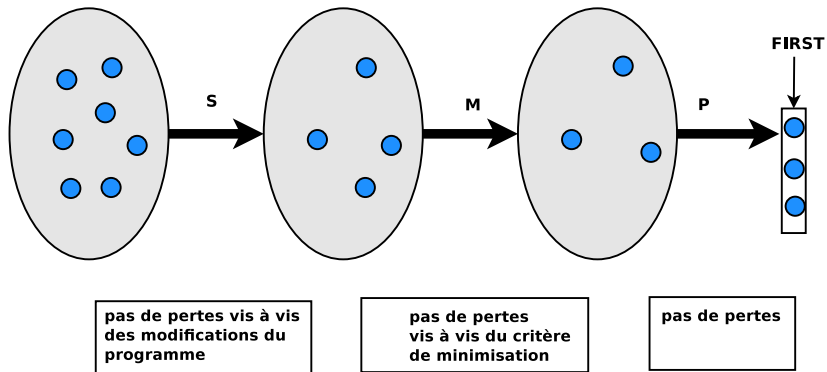 FIRST
S
M
P
pas de pertes vis à vis
des modifications du
programme
pas de pertes
vis à vis du critère
de minimisation
pas de pertes